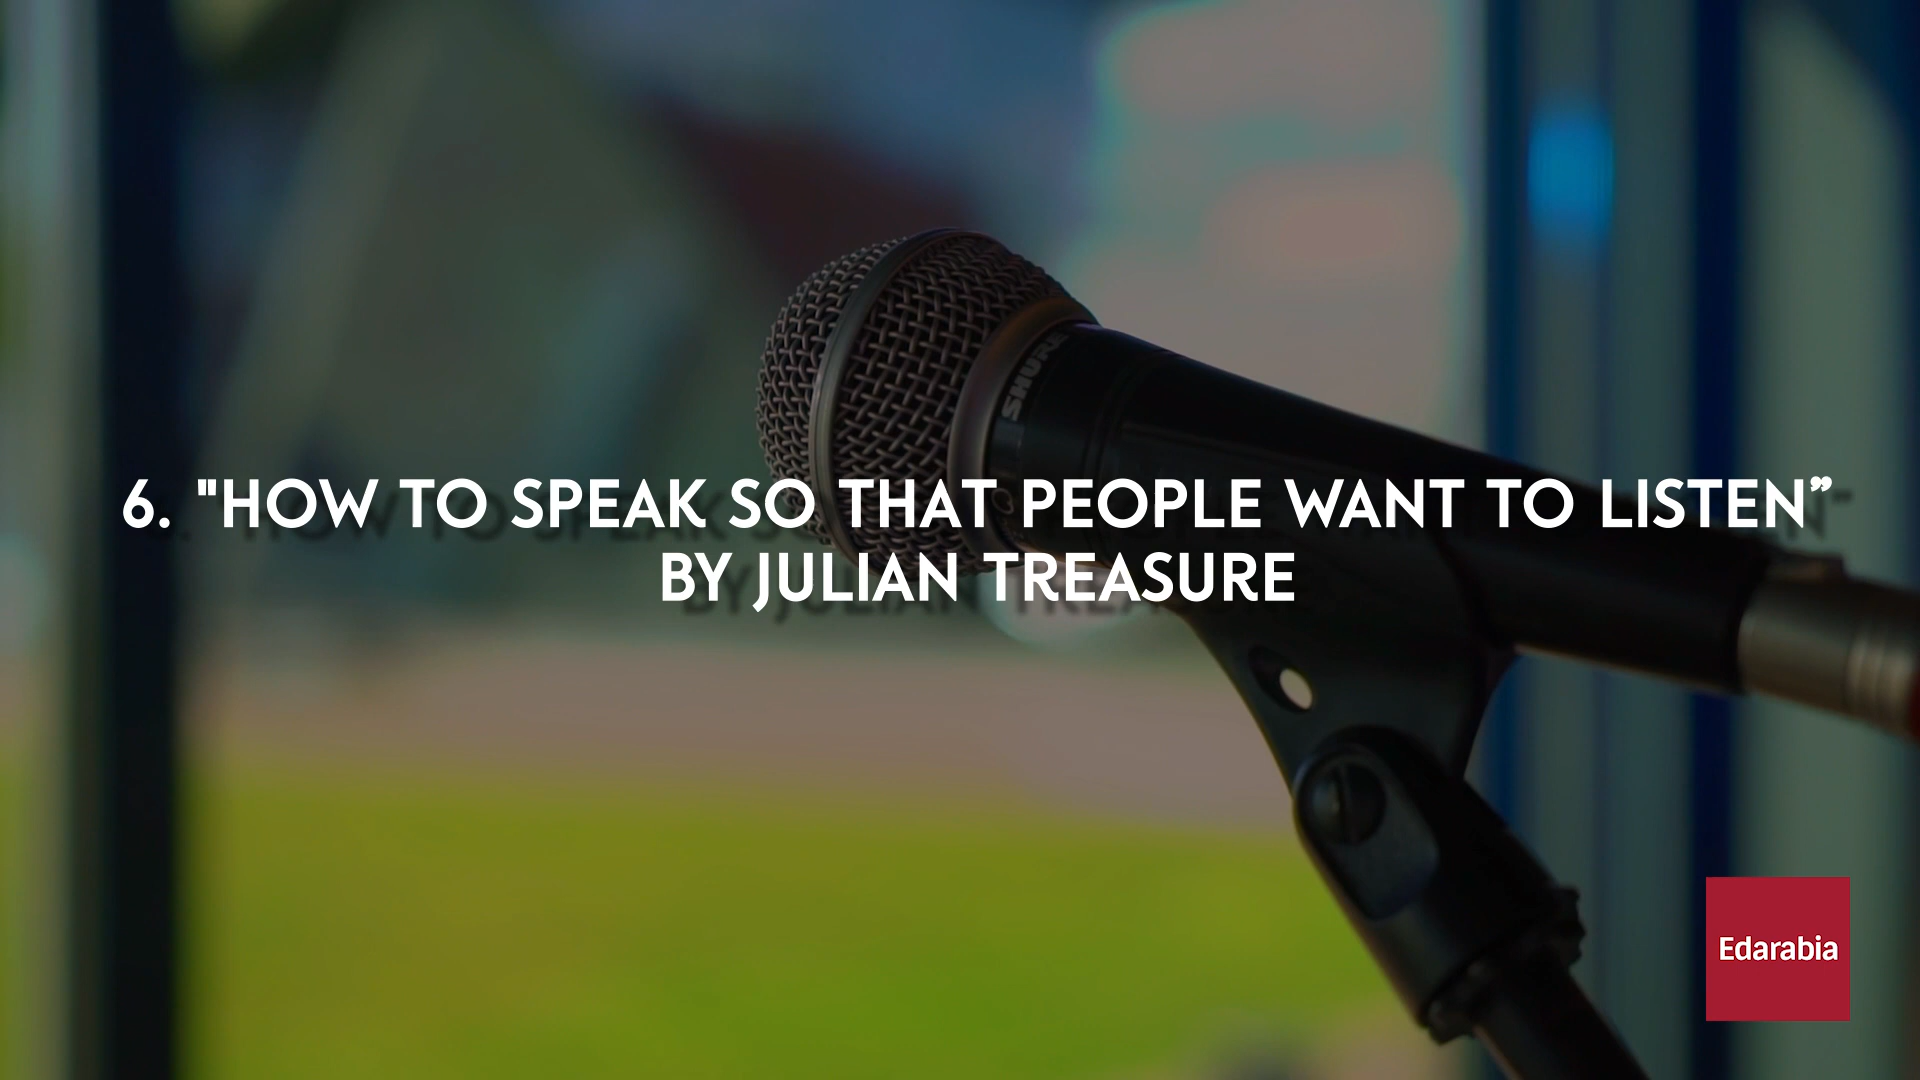 SHURE
6. "HOW TO SPEAK SO THAT PEOPLE WANT TO LISTEN”
BY JULIAN TREASURE
Edarabia